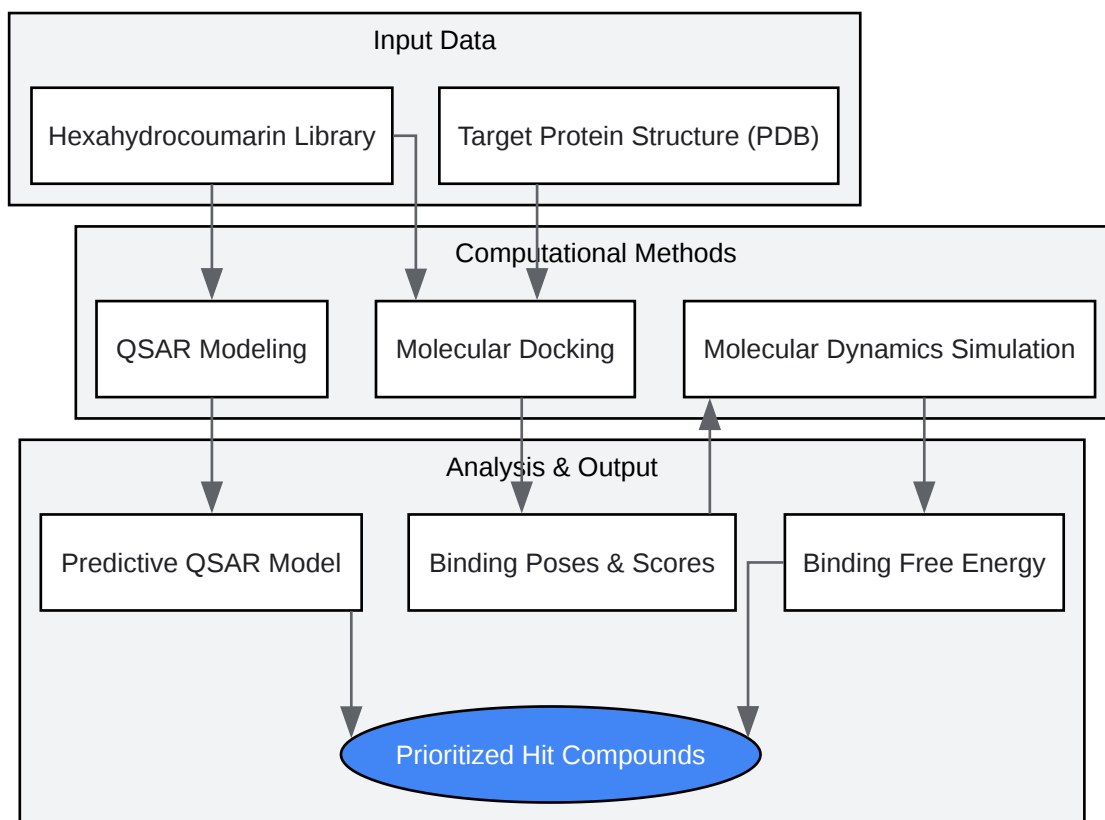 Input Data
Hexahydrocoumarin Library
Target Protein Structure (PDB)
Computational Methods
QSAR Modeling
Molecular Docking
Molecular Dynamics Simulation
Analysis & Output
Predictive QSAR Model
Binding Poses & Scores
Binding Free Energy
Prioritized Hit Compounds